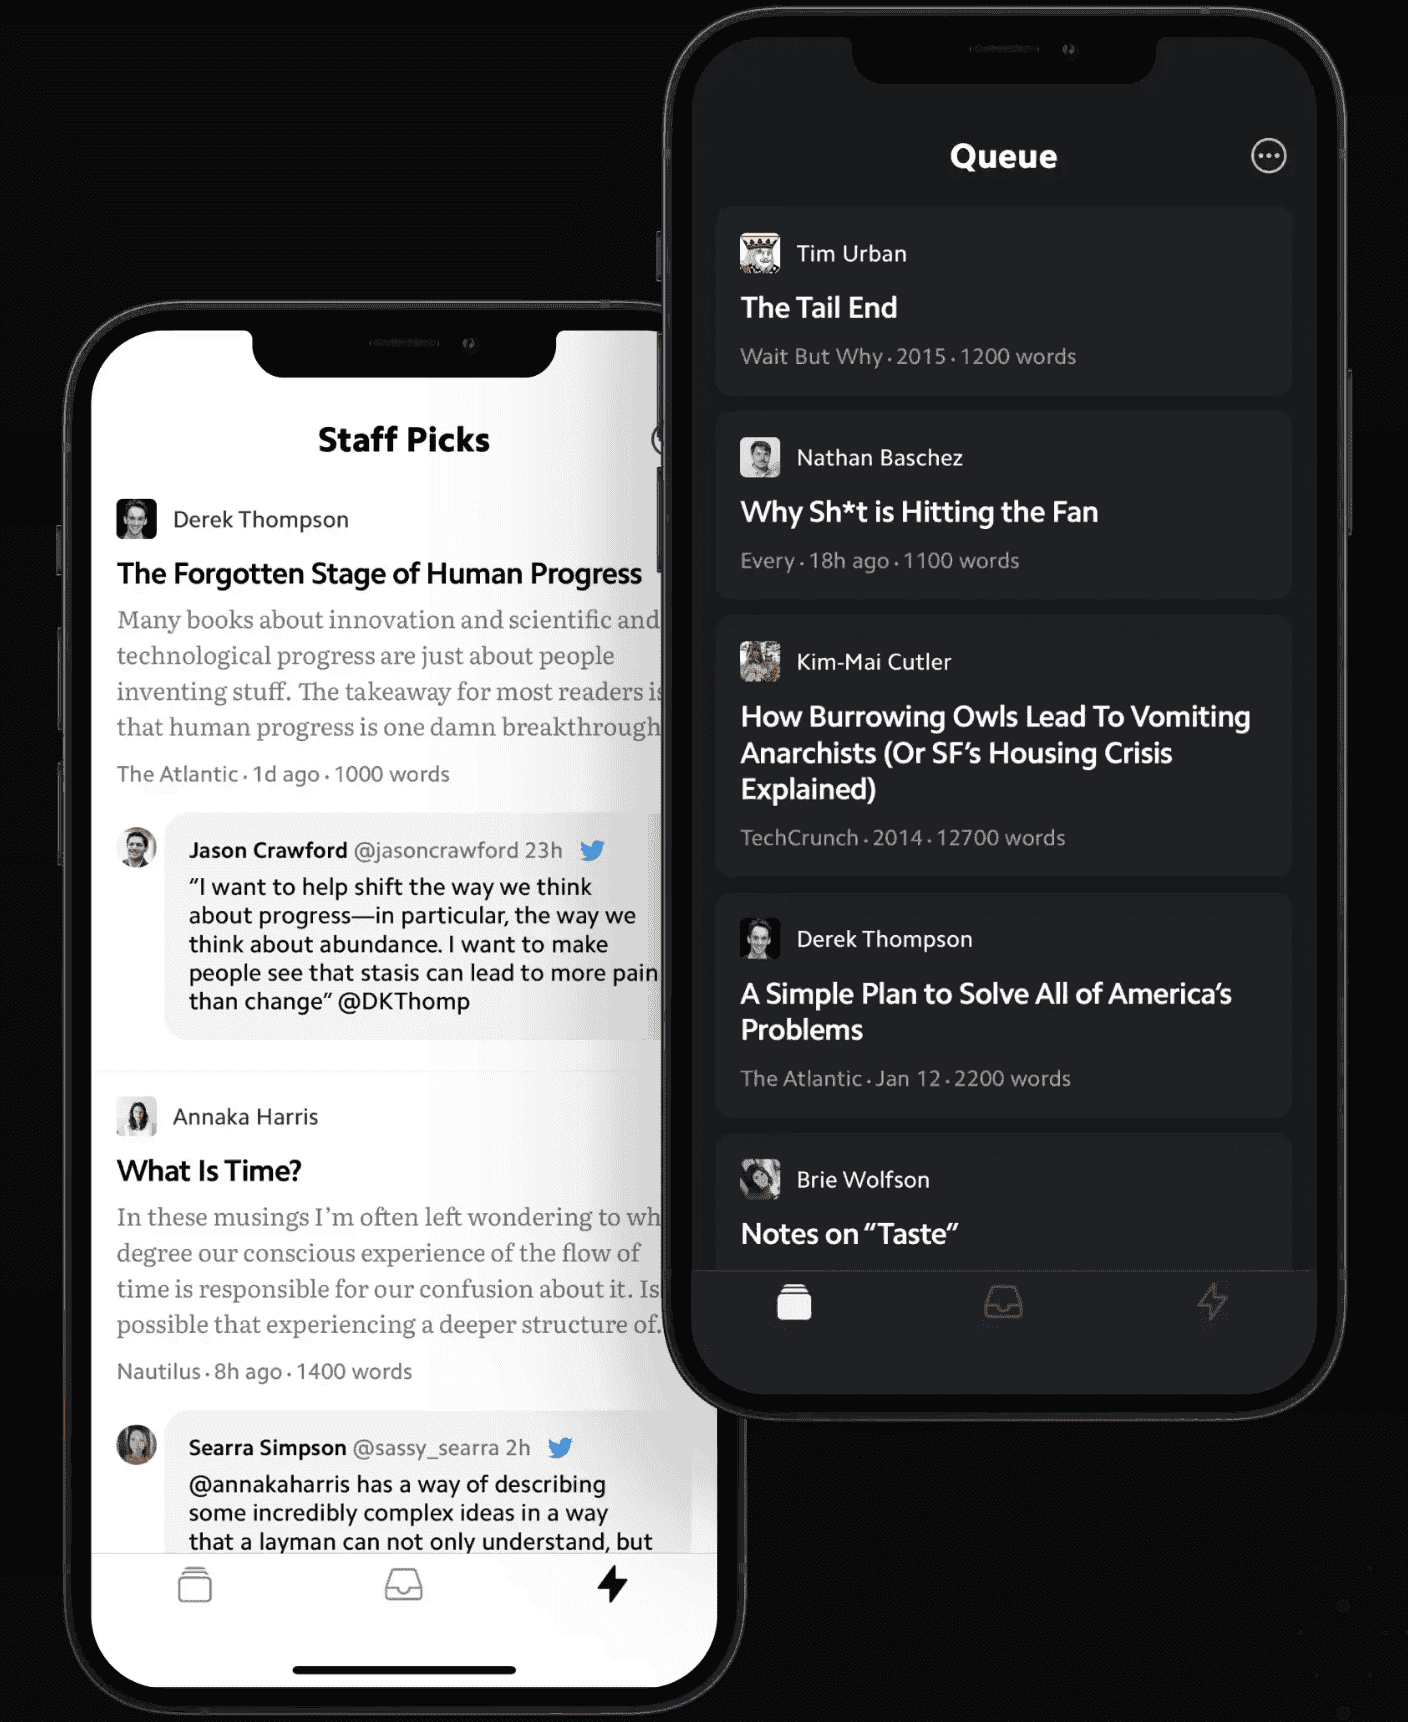 Staff Picks
Derek Thompson
The Forgotten Stage of Human Progress
Many books about innovation and scientific and
technological progress are just about people
inventing stuff. The takeaway for most readers is
that human progress is one damn breakthrough
The Atlantic · 1d ago · 1000 words
Jason Crawford @jasoncrawford 23h
“I want to help shift the way we think
about progress—in particular, the way we
think about abundance. I want to make
people see that stasis can lead to more pain
than change” @DKThomp
Annaka Harris
What Is Time?
In these musings I’m often left wondering to
degree our conscious experience of the flow of
time is responsible for our confusion about it. Is
possible that experiencing a deeper structure of.
Nautilus · 8h ago · 1400 words
Searra Simpson @sassy_searra 2h
@annakaharris has a way of describing
some incredibly complex ideas in a way
that a layman can not only understand, but
Queue
Tim Urban
The Tail End
Wait But Why · 2015 · 1200 words
Nathan Baschez
Why Sh*t is Hitting the Fan
Every · 18h ago · 1100 words
Kim-Mai Cutler
How Burrowing Owls Lead To Vomiting
Anarchists (Or SF’s Housing Crisis
Explained)
TechCrunch · 2014 · 12700 words
Derek Thompson
A Simple Plan to Solve All of America’s
Problems
The Atlantic · Jan 12 · 2200 words
Brie Wolfson
Notes on “Taste”